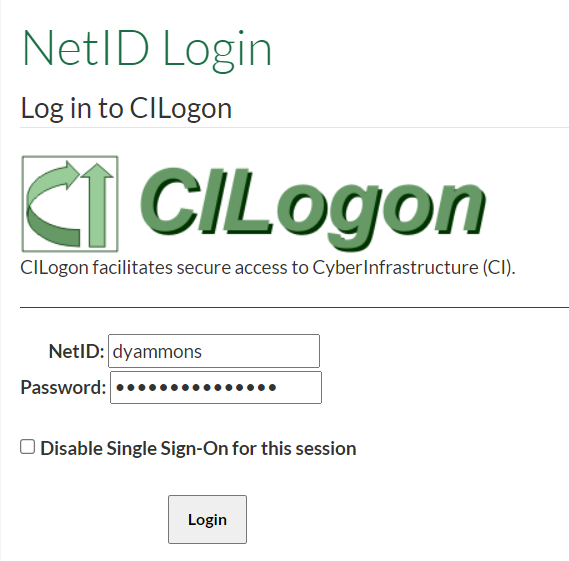 NetID Login
Log in to CILogon
CILogon
CILogon facilitates secure access to CyberInfrastructure (CI).
NetID: dyammons
Password: •••••••••••••••
Disable Single Sign-On for this session
Login